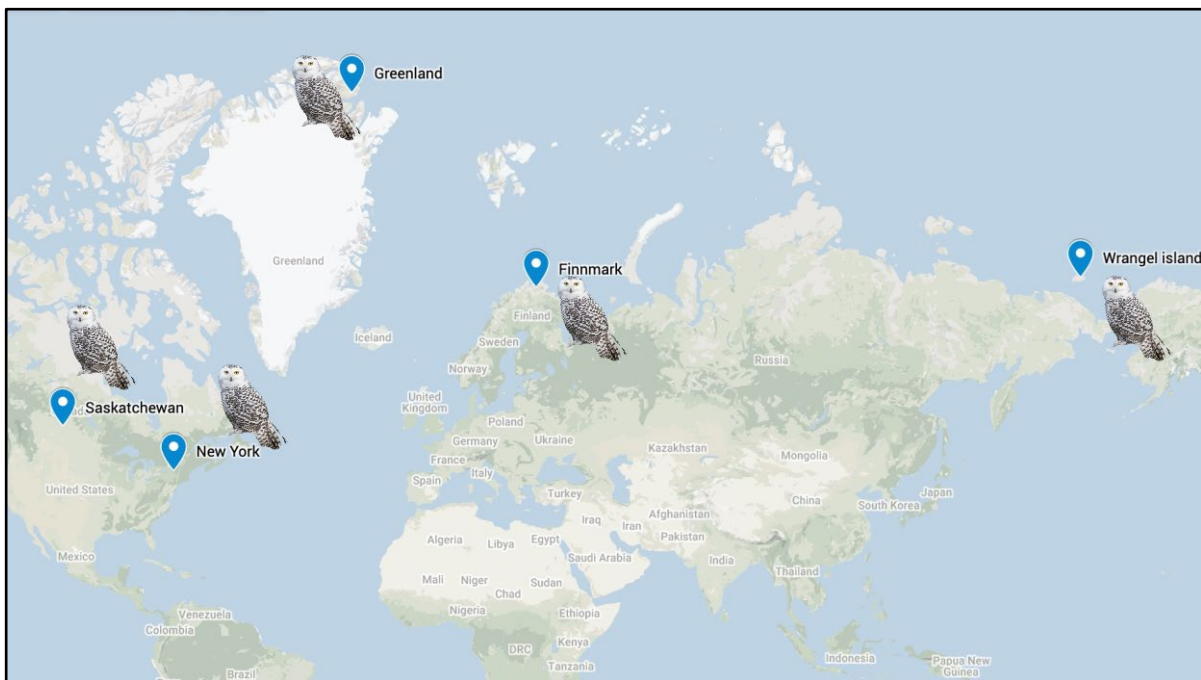 Greenland
Greenland
Finnmark
Wrangel island
Finland
Iceland
Sweden
Russia
Norway
Saskatchewan
United
Kingdom
Poland
New York
Germany
Ukraine
Kazakhstan
Mongolia
France
Italy
United States
Spain
Turkey
China
Japan
South Korea
Afghanistan
Iraq
Iran
Pakistan
Algeria
Libya
Egypt
Mexico
Saudi Arabia
India
Mali
Niger
Sudan
Thailand
Chad
Nigeria
Ethiopia
Venezuela
Colombia
Kenya
DRC
Indonesia
Papua New
Guinea
Tanzania
Brazil